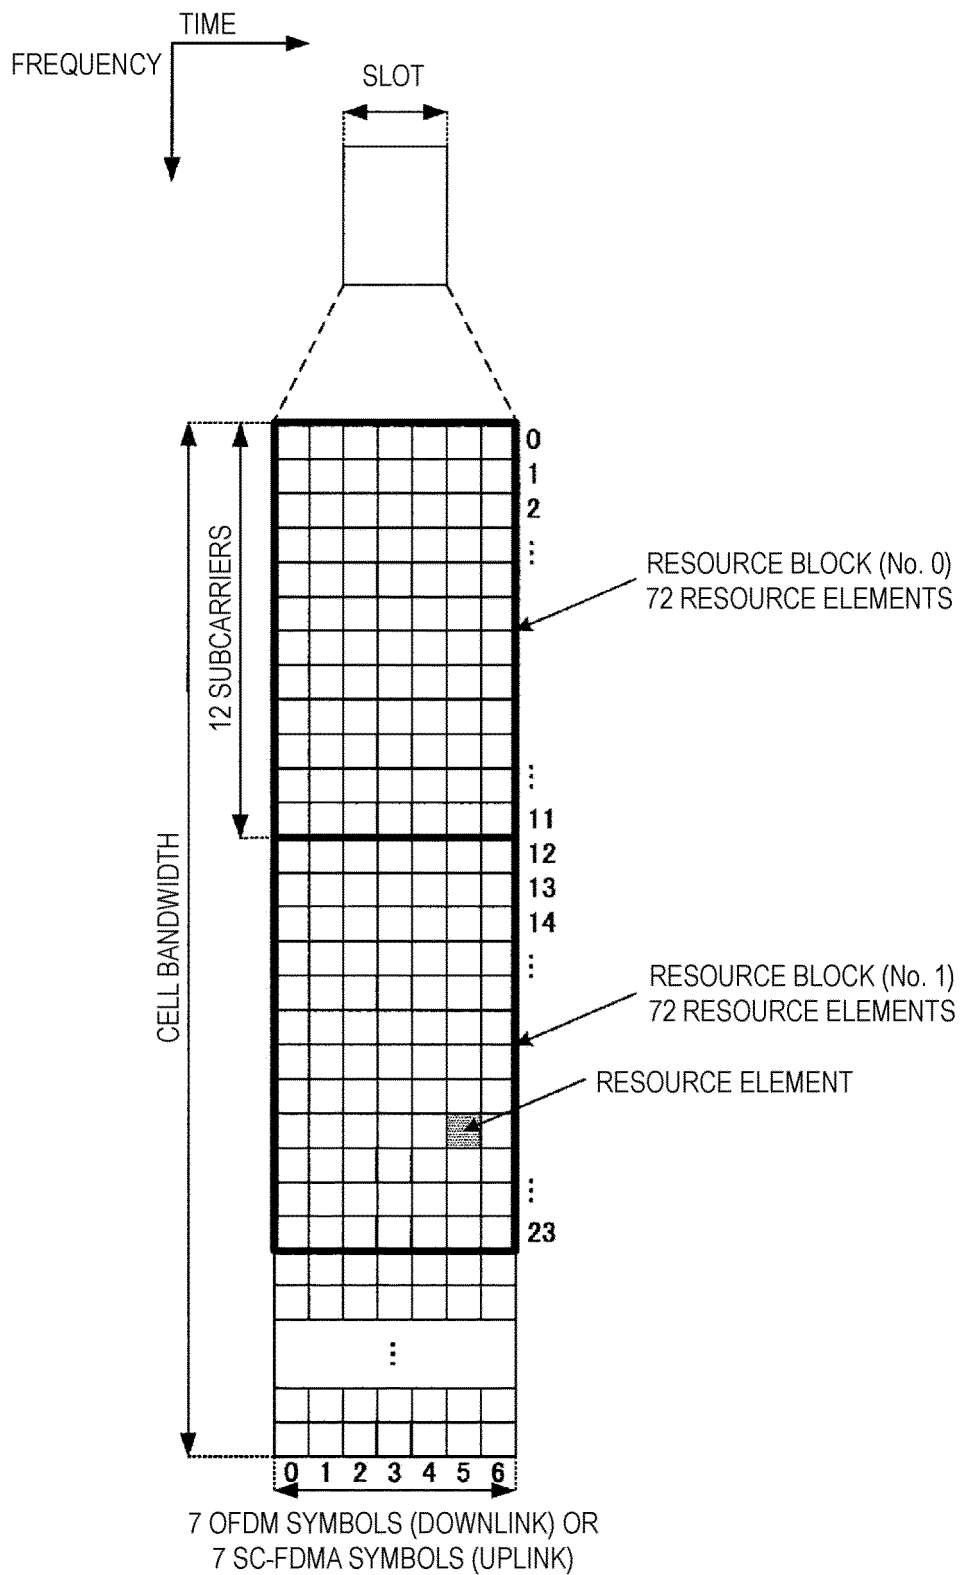 TIME
FREQUENCY
SLOT
0
1
2
...
RESOURCE BLOCK (No. 0)
72 RESOURCE ELEMENTS
12 SUBCARRIERS
...
11
12
13
14
...
CELL BANDWIDTH
RESOURCE BLOCK (No. 1)
72 RESOURCE ELEMENTS
RESOURCE ELEMENT
...
23
...
0 1 2 3 4 5 6
7 OFDM SYMBOLS (DOWNLINK) OR
7 SC-FDMA SYMBOLS (UPLINK)